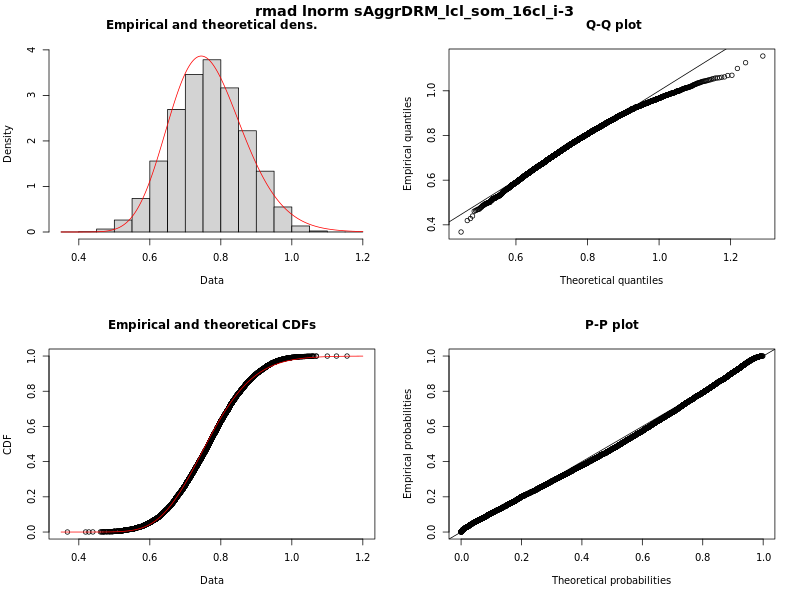 rmad lnorm sAggrDRM_lcl_som_16cl_i-3
Empirical and theoretical dens.
Density
0 1 2 3 4
0.4 0.6 0.8 1.0 1.2
Data
Q-Q plot
Empirical quantiles
0.4 0.6 0.8 1.0
0.6 0.8 1.0 1.2
Theoretical quantiles
Empirical and theoretical CDFs
CDF
0.0 0.2 0.4 0.6 0.8 1.0
0.4 0.6 0.8 1.0 1.2
Data
P-P plot
Empirical probabilities
0.0 0.2 0.4 0.6 0.8 1.0
0.0 0.2 0.4 0.6 0.8 1.0
Theoretical probabilities